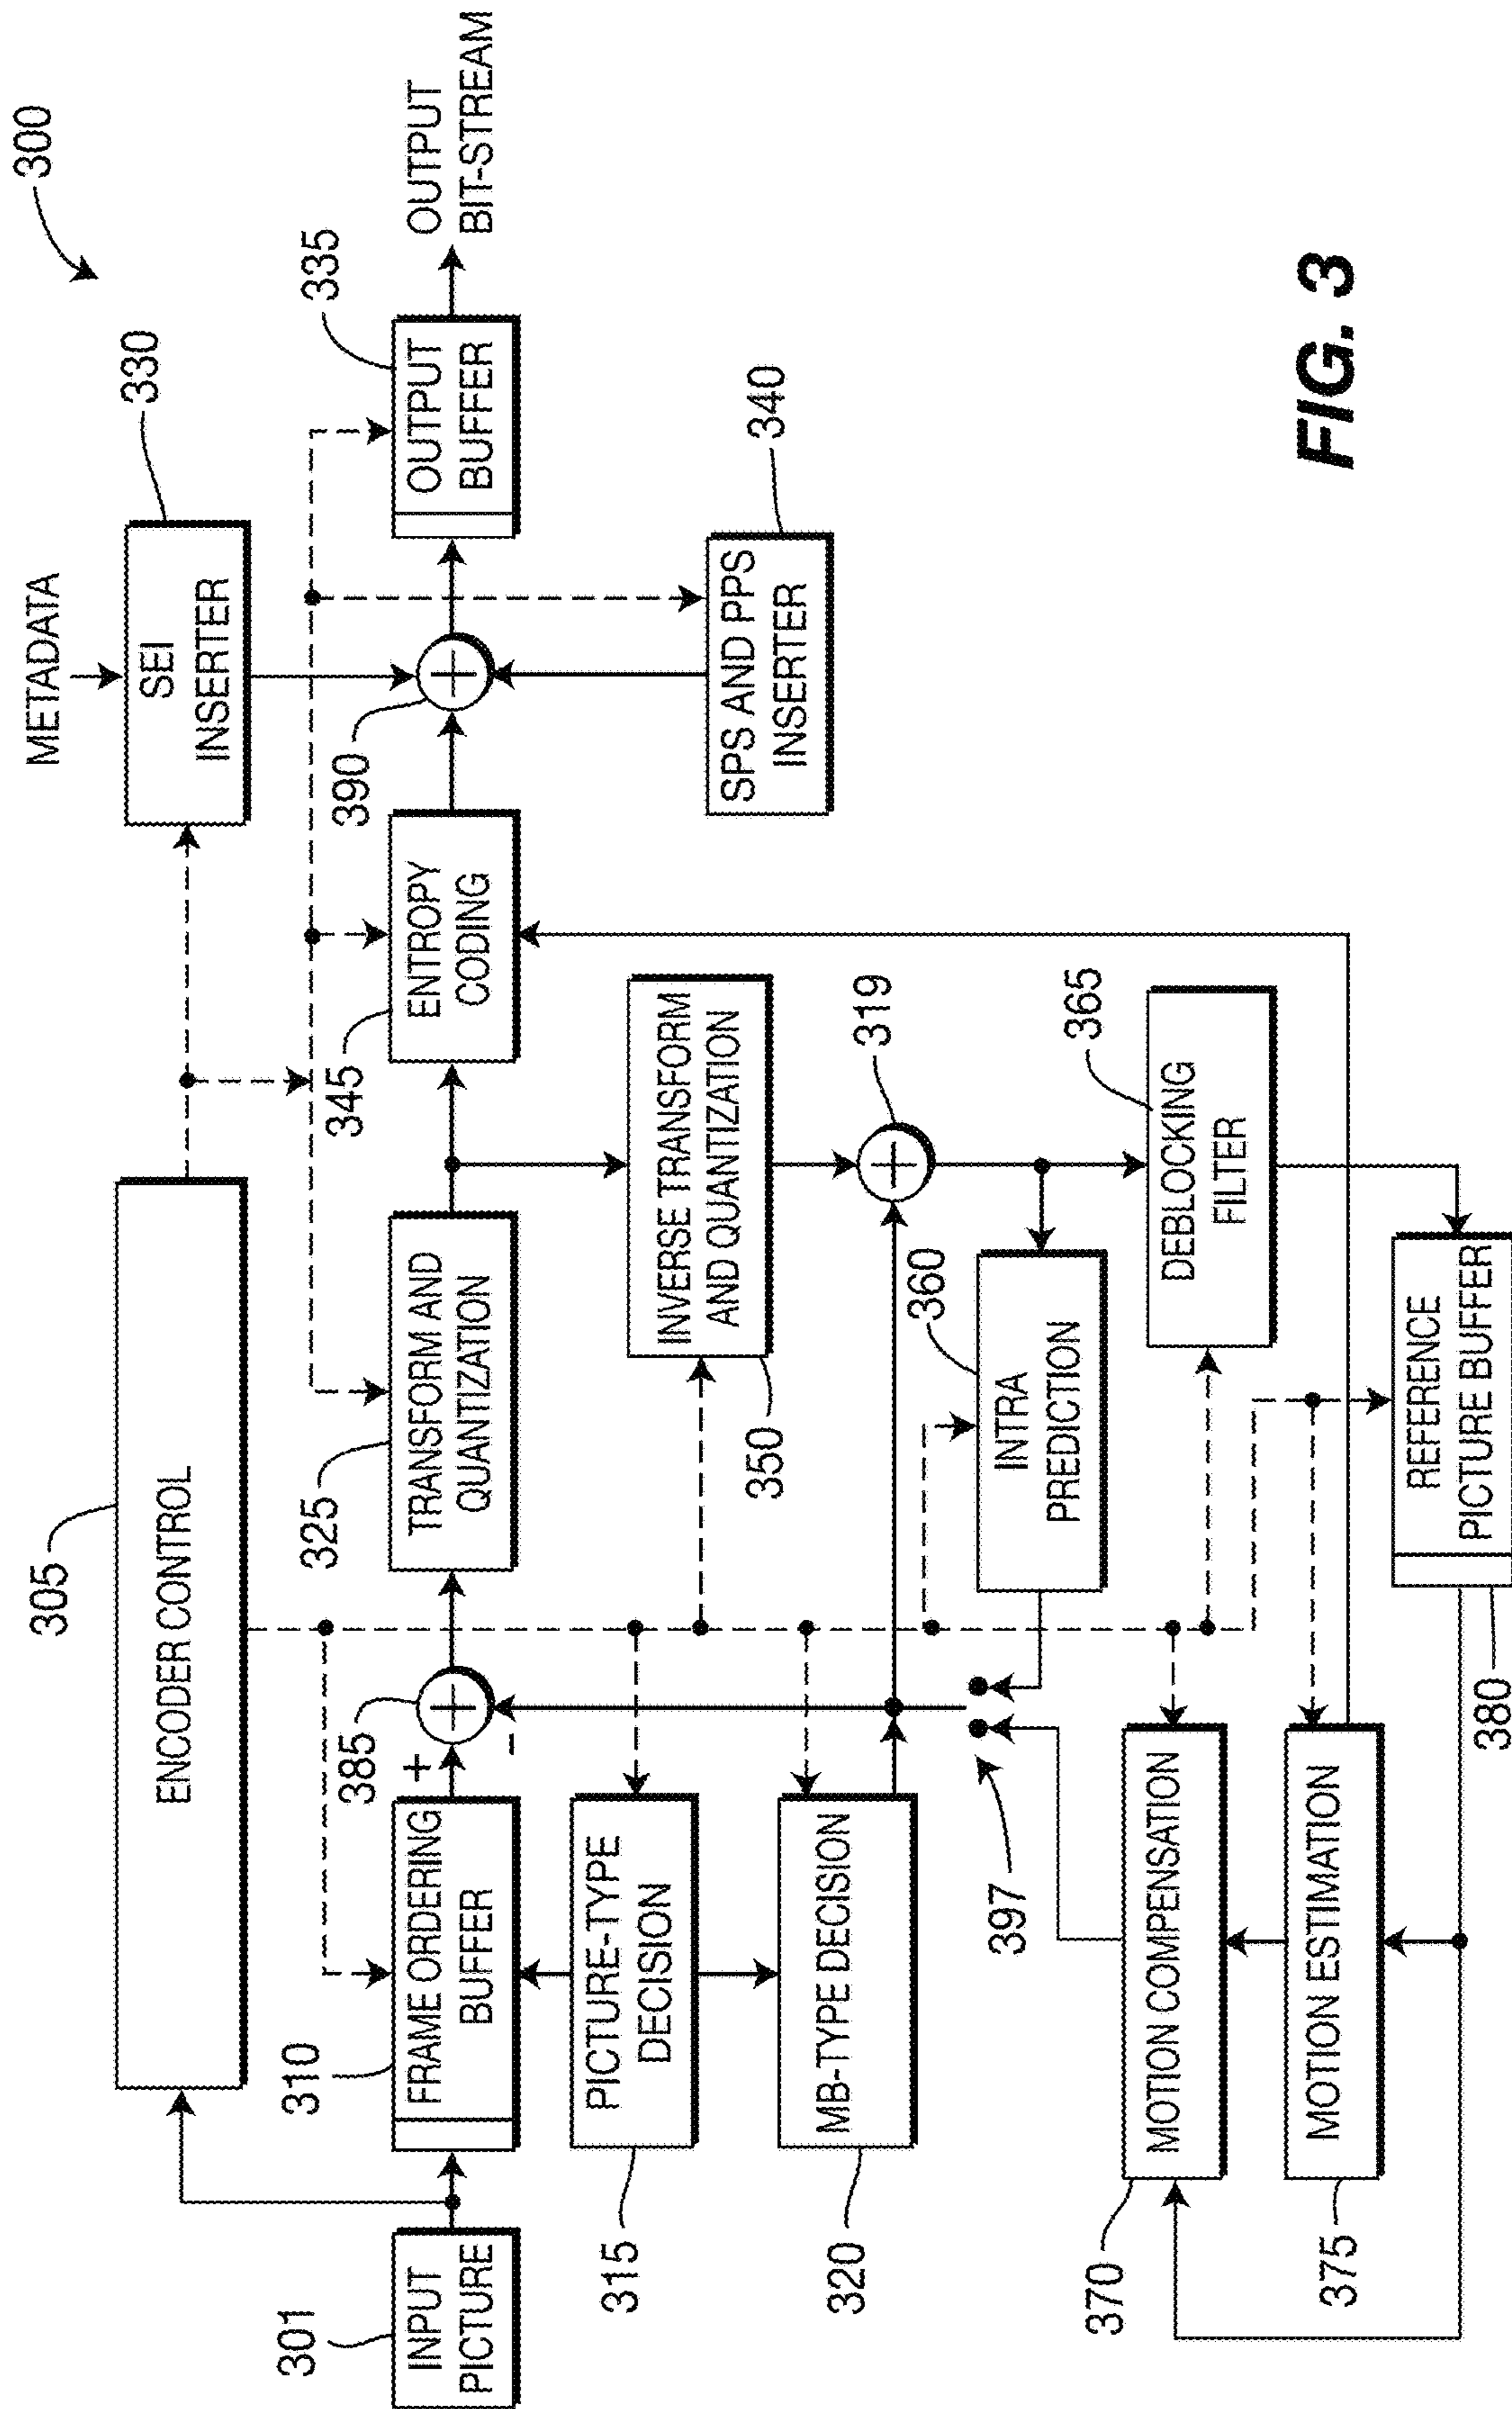 300
METADATA
330
SEI
INSERTER
305
ENCODER CONTROL
335
OUTPUT
BUFFER
OUTPUT
BIT-STREAM
390
345
ENTROPY
CODING
325
TRANSFORM AND
QUANTIZATION
385
+
-
310
FRAME ORDERING
BUFFER
301
INPUT
PICTURE
340
SPS AND PPS
INSERTER
INVERSE TRANSFORM
AND QUANTIZATION
350
315
PICTURE-TYPE
DECISION
320
MB-TYPE DECISION
319
360
INTRA
PREDICTION
397
365
DEBLOCKING
FILTER
370
MOTION COMPENSATION
375
MOTION ESTIMATION
REFERENCE
PICTURE BUFFER
380
FIG. 3